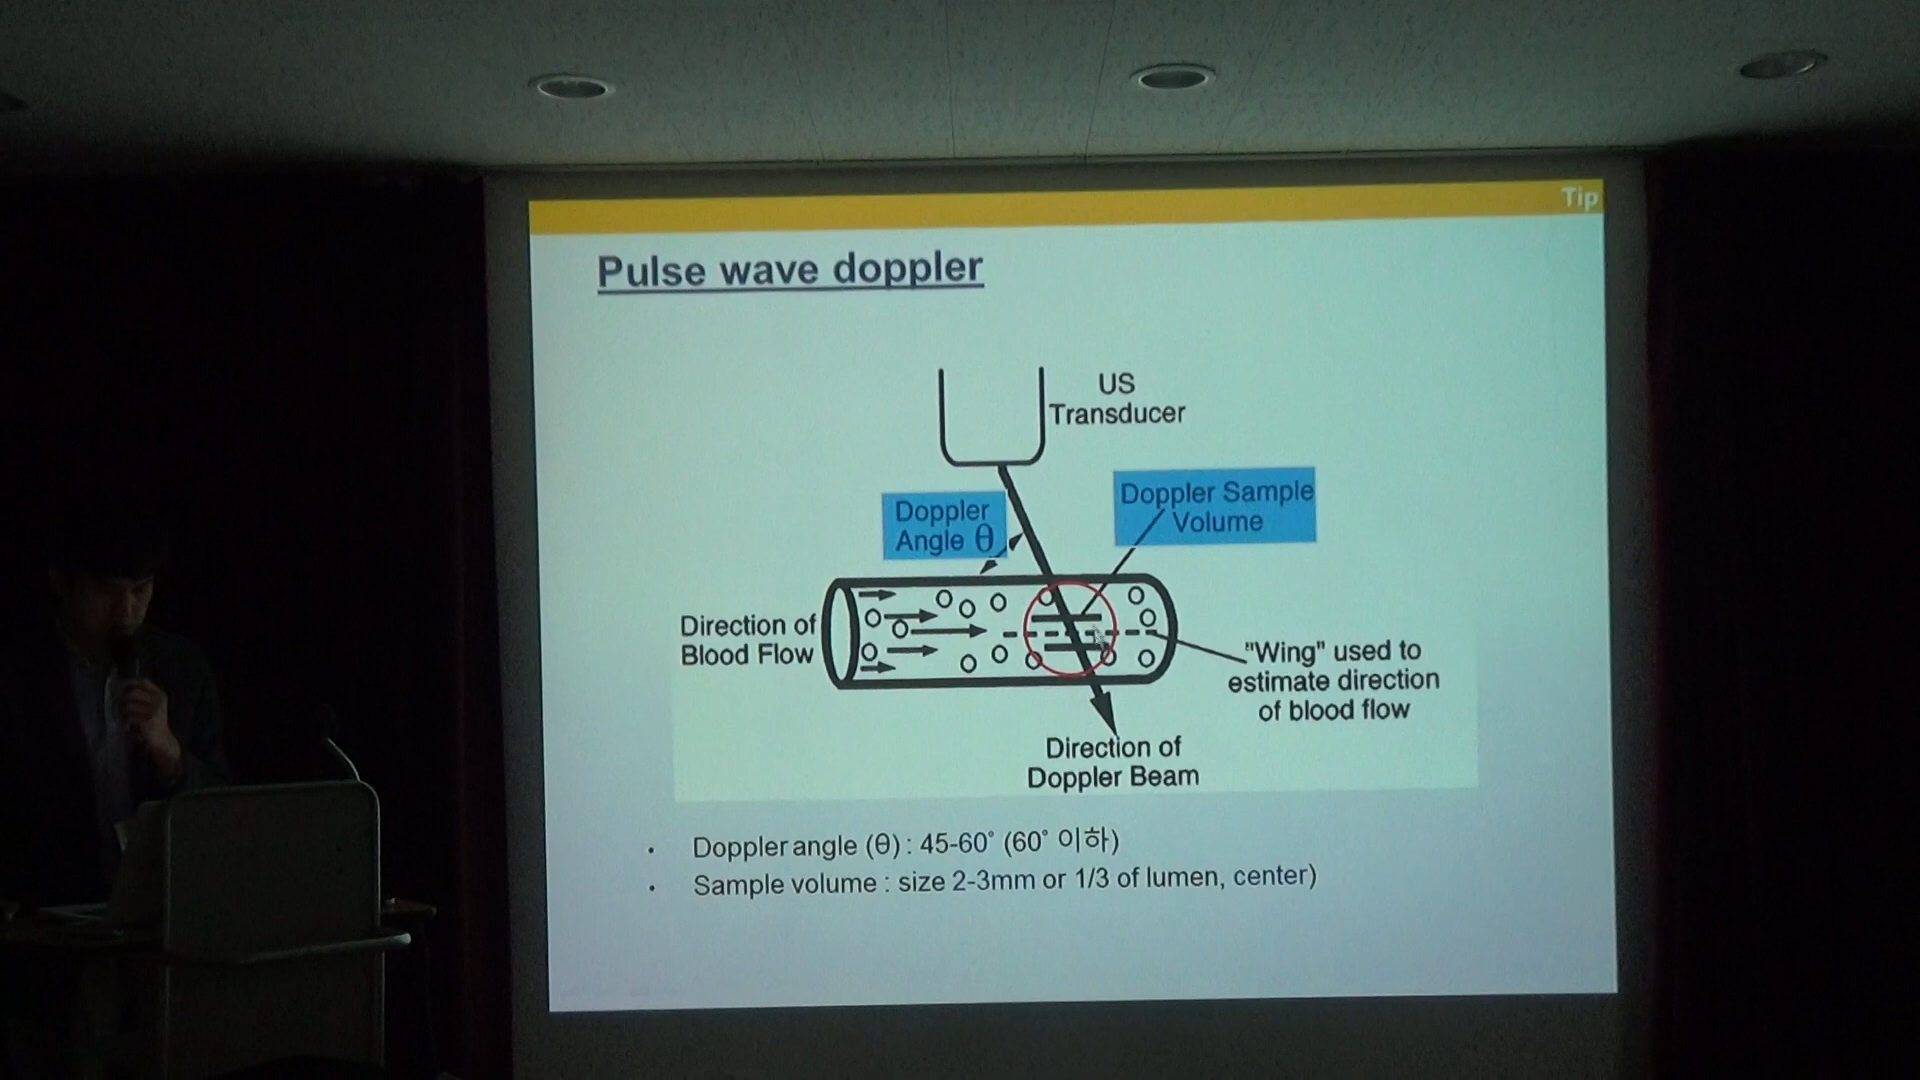 Tip
Pulse wave doppler
US
Transducer
Doppler
Angle θ
Doppler Sample
Volume
Direction of
Blood Flow
"Wing" used to
estimate direction
of blood flow
Direction of
Doppler Beam
• Doppler angle (θ) : 45-60° (60° 이하)
• Sample volume : size 2-3mm or 1/3 of lumen, center)